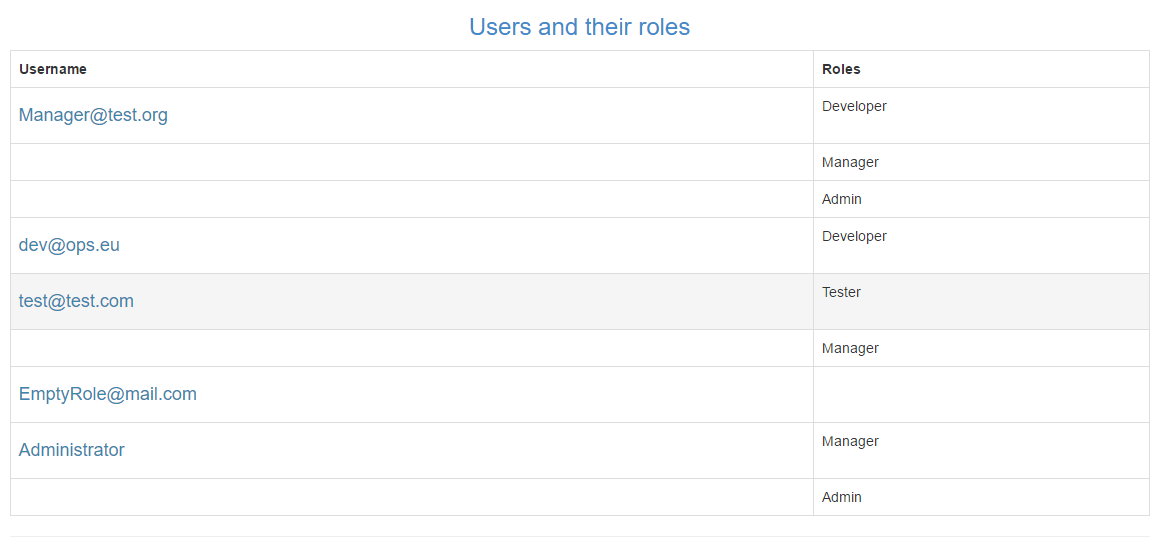 Users and their roles
Username Roles
Manager@test.org Developer
Manager
Admin
dev@ops.eu Developer
test@test.com Tester
Manager
EmptyRole@mail.com
Administrator Manager
Admin